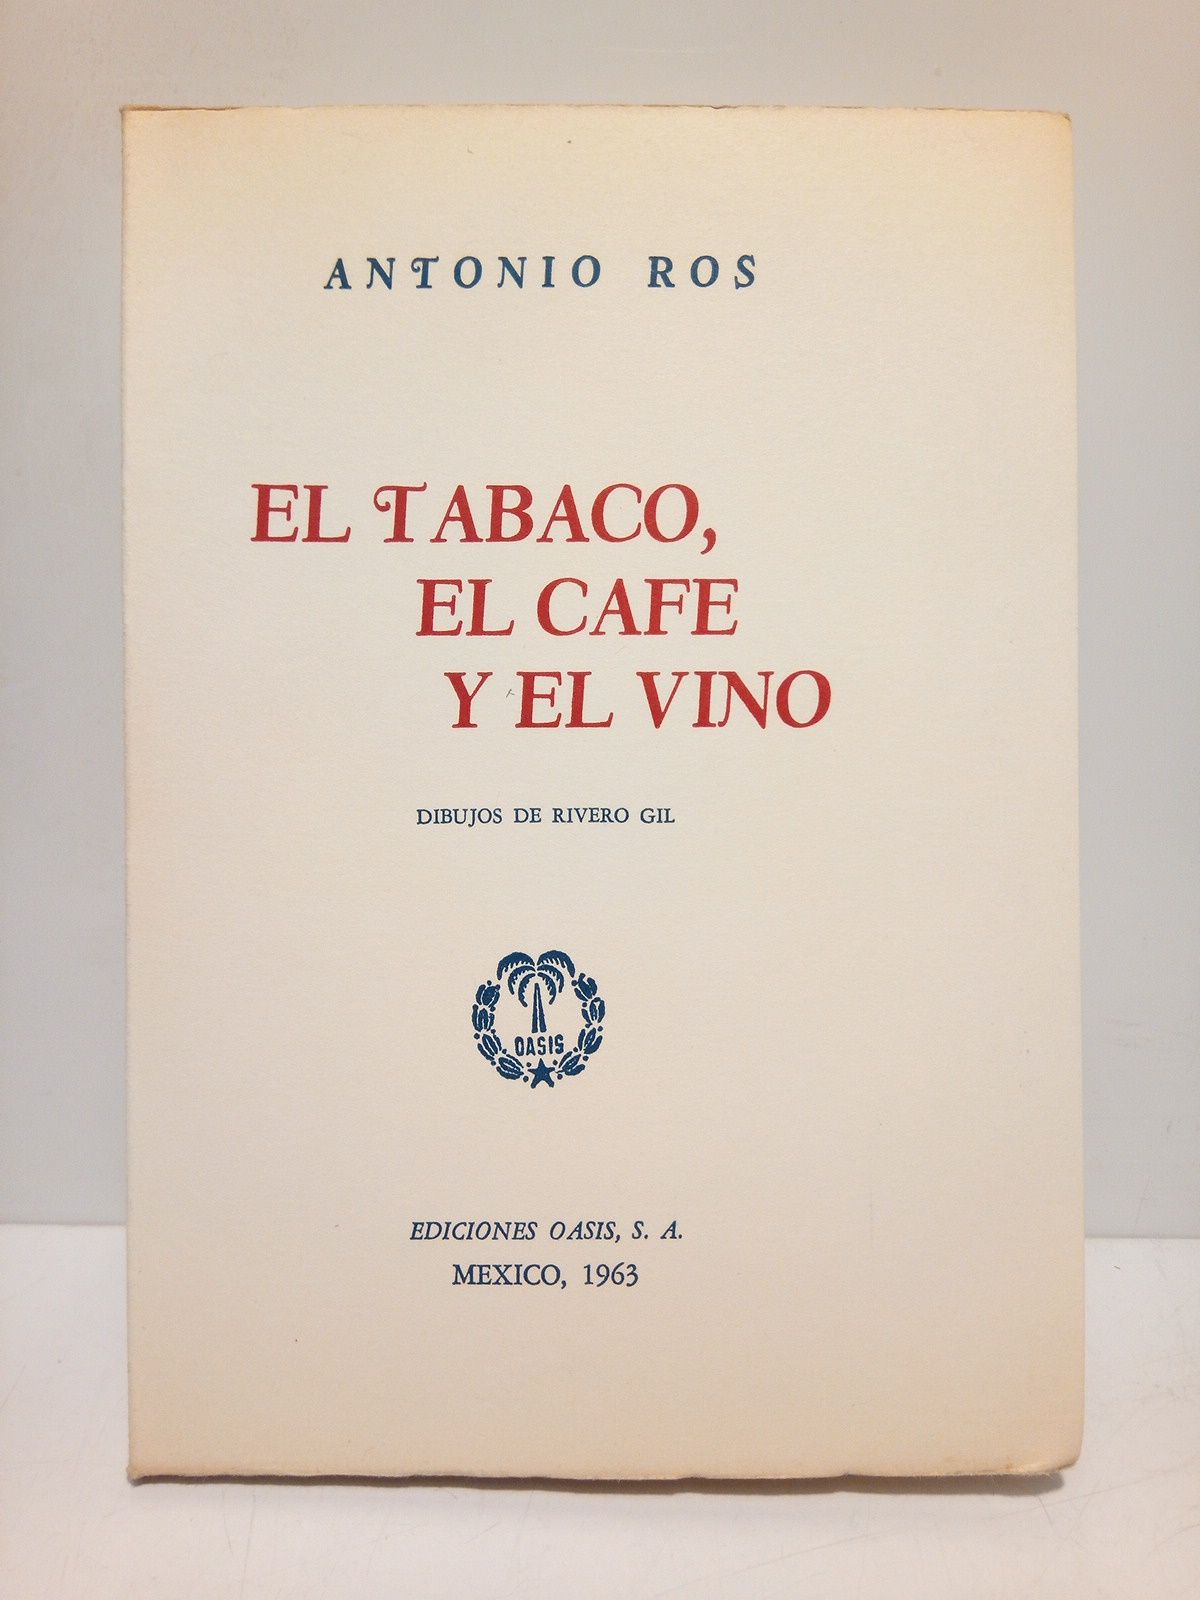 ANTONIO ROS
EL TABACO,
EL CAFE
Y EL VINO
DIBUJOS DE RIVERO GIL
OASIS
EDICIONES OASIS, S. A.
MEXICO, 1963